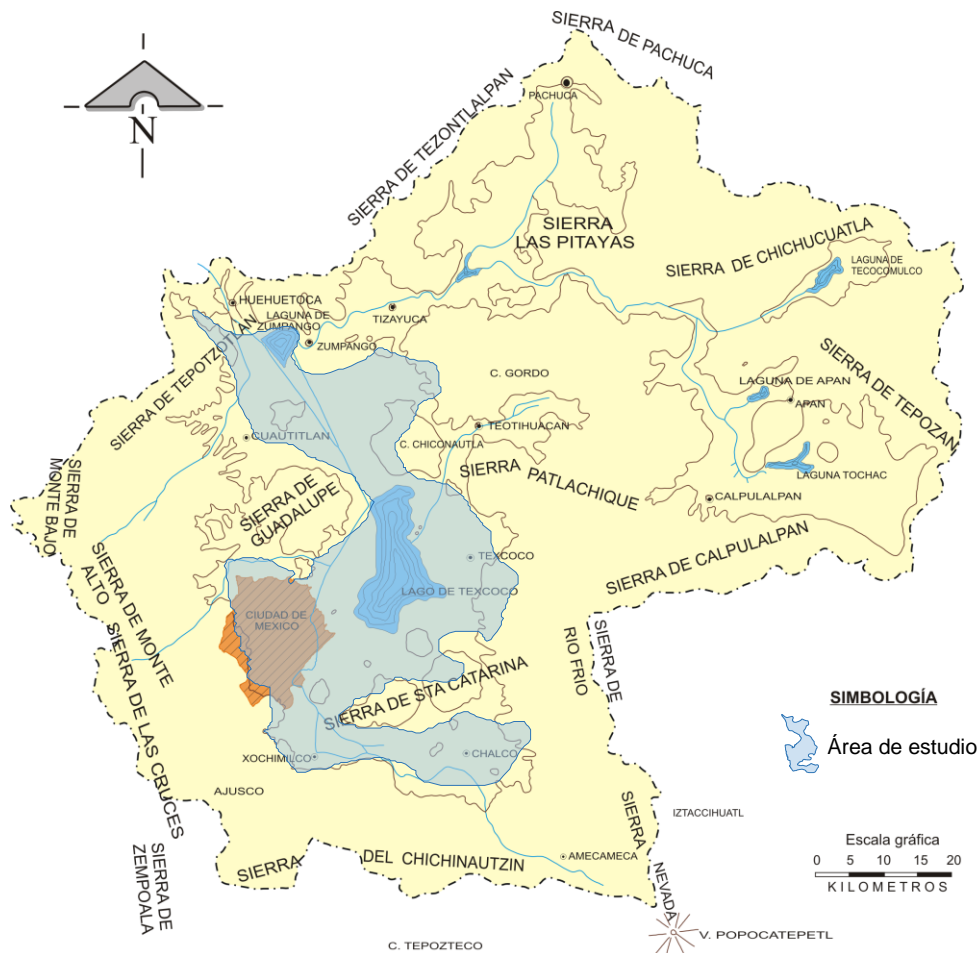 SIERRA DE PACHUCA
PACHUCA
N
SIERRA DE TEZONTLALPAN
SIERRA
LAS PITAYAS
SIERRA DE CHICHUCUATLA
LAGUNA DE
TECOCOMULCO
HUEHUETOCA
LAGUNA DE
ZUMPANGO
TIZAYUCA
ZUMPANGO
SIERRA DE TEPOTZOTLÁN
C. GORDO
LAGUNA DE APAN
APAN
SIERRA DE TEPOZAN
CUAUTITLAN
TEOTIHUACAN
C. CHICONAUTLA
SIERRA PATLACHIQUE
LAGUNA TOCHAC
CALPULALPAN
SIERRA DE
MONTE BAJO
SIERRA DE
GUADALUPE
SIERRA DE CALPULALPAN
TEXCOCO
LAGO DE TEXCOCO
SIERRA DE MONTE
ALTO
CIUDAD DE
MEXICO
SIERRA DE
RIO FRIO
SIERRA DE LAS CRUCES
SIERRA DE STA CATARINA
SIMBOLOGÍA
Área de estudio
XOCHIMILCO
CHALCO
AJUSCO
IZTACCIHUATL
SIERRA NEVADA
SIERRA DE
ZEMPOALA
SIERRA DEL CHICHINAUTZIN
AMECAMECA
Escala gráfica
0 5 10 15 20
KILOMETROS
V. POPOCATEPETL
C. TEPOZTECO